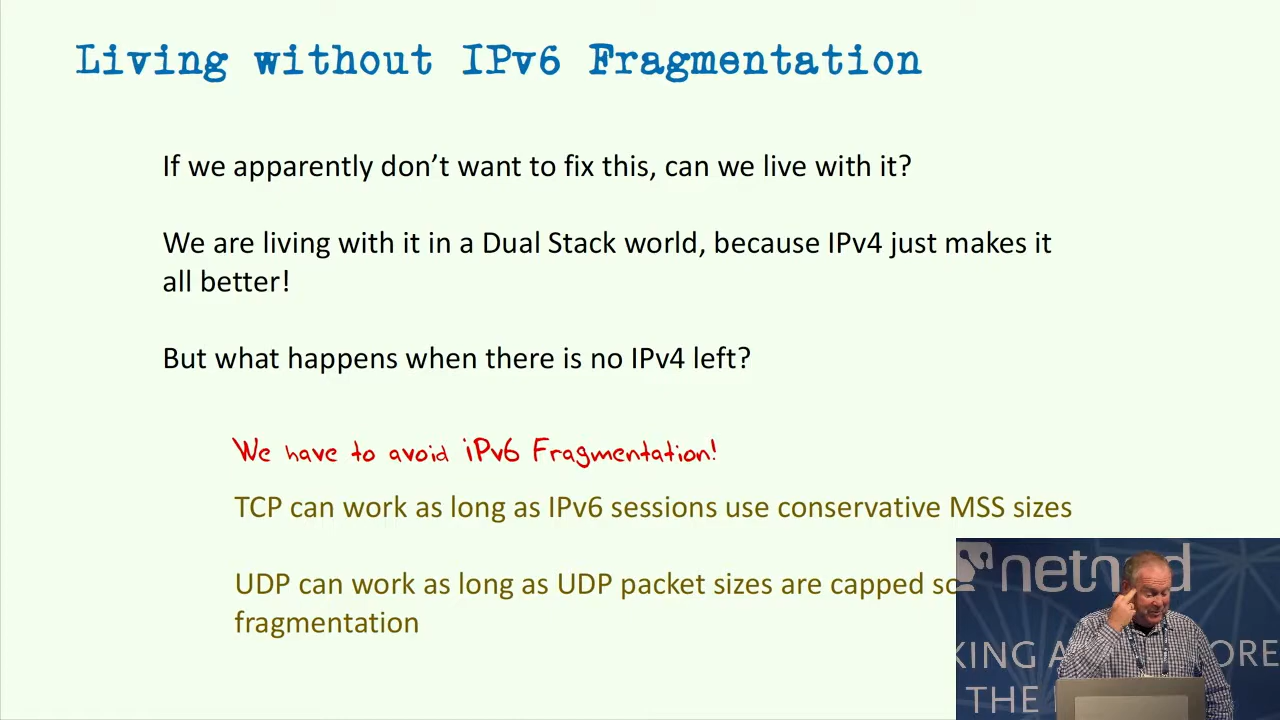 Living without IPv6 Fragmentation
If we apparently don’t want to fix this, can we live with it?
We are living with it in a Dual Stack world, because IPv4 just makes it
all better!
But what happens when there is no IPv4 left?
We have to avoid iPv6 Fragmentation!
TCP can work as long as IPv6 sessions use conservative MSS sizes
UDP can work as long as UDP packet sizes are capped
fragmentation
THE